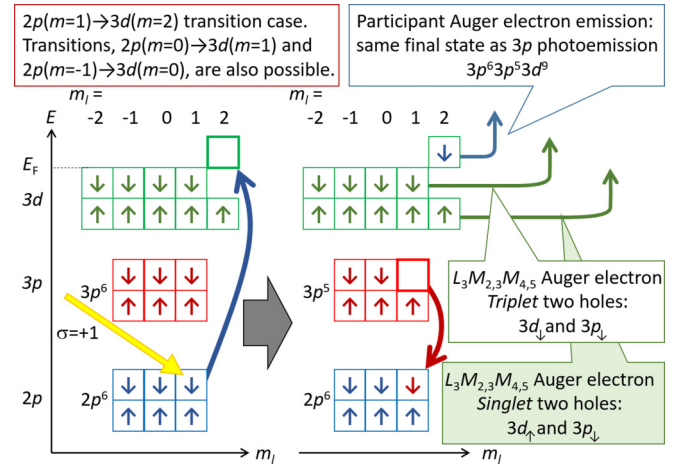 2p(m=1)→3d(m=2) transition case.
Transitions, 2p(m=0)→3d(m=1) and
2p(m=-1)→3d(m=0), are also possible.
Participant Auger electron emission:
same final state as 3p photoemission
3p⁶3p⁵3d⁹
mₗ =
-2 -1 0 1 2
mₗ =
-2 -1 0 1 2
E
E_F
3d
3p
3p⁶
3p⁵
σ=+1
2p
2p⁶
2p⁶
L₃M₂,₃M₄,₅ Auger electron
Triplet two holes:
3d↓ and 3p↓
L₃M₂,₃M₄,₅ Auger electron
Singlet two holes:
3d↑ and 3p↓
mₗ
mₗ